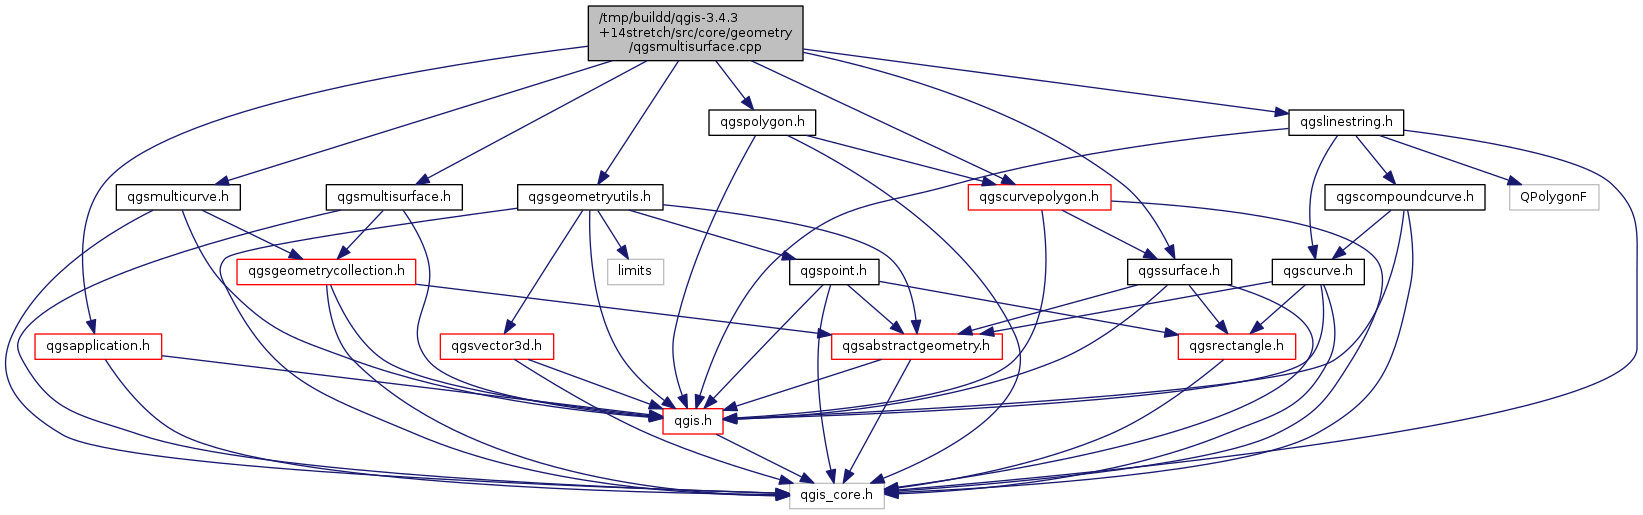 /tmp/buildd/qgis-3.4.3
+14stretch/src/core/geometry
/qgsmultisurface.cpp
qgspolygon.h
qgslinestring.h
qgsmulticurve.h
qgsmultisurface.h
qgsgeometryutils.h
qgscurvepolygon.h
qgscompoundcurve.h
QPolygonF
qgsgeometrycollection.h
limits
qgspoint.h
qgssurface.h
qgscurve.h
qgsapplication.h
qgsvector3d.h
qgsabstractgeometry.h
qgsrectangle.h
qgis.h
qgis_core.h